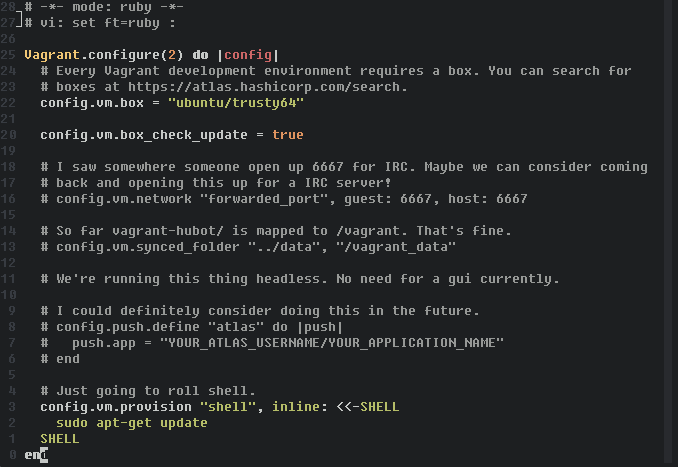 28 # -*- mode: ruby -*-
27 # vi: set ft=ruby :
26
25 Vagrant.configure(2) do |config|
24   # Every Vagrant development environment requires a box. You can search for
23   # boxes at https://atlas.hashicorp.com/search.
22   config.vm.box = "ubuntu/trusty64"
21
20   config.vm.box_check_update = true
19
18   # I saw somewhere someone open up 6667 for IRC. Maybe we can consider coming
17   # back and opening this up for a IRC server!
16   # config.vm.network "forwarded_port", guest: 6667, host: 6667
15
14   # So far vagrant-hubot/ is mapped to /vagrant. That's fine.
13   # config.vm.synced_folder "../data", "/vagrant_data"
12
11   # We're running this thing headless. No need for a gui currently.
10
9   # I could definitely consider doing this in the future.
8   # config.push.define "atlas" do |push|
7   #   push.app = "YOUR_ATLAS_USERNAME/YOUR_APPLICATION_NAME"
6   # end
5
4   # Just going to roll shell.
3   config.vm.provision "shell", inline: <<-SHELL
2     sudo apt-get update
1   SHELL
0 end